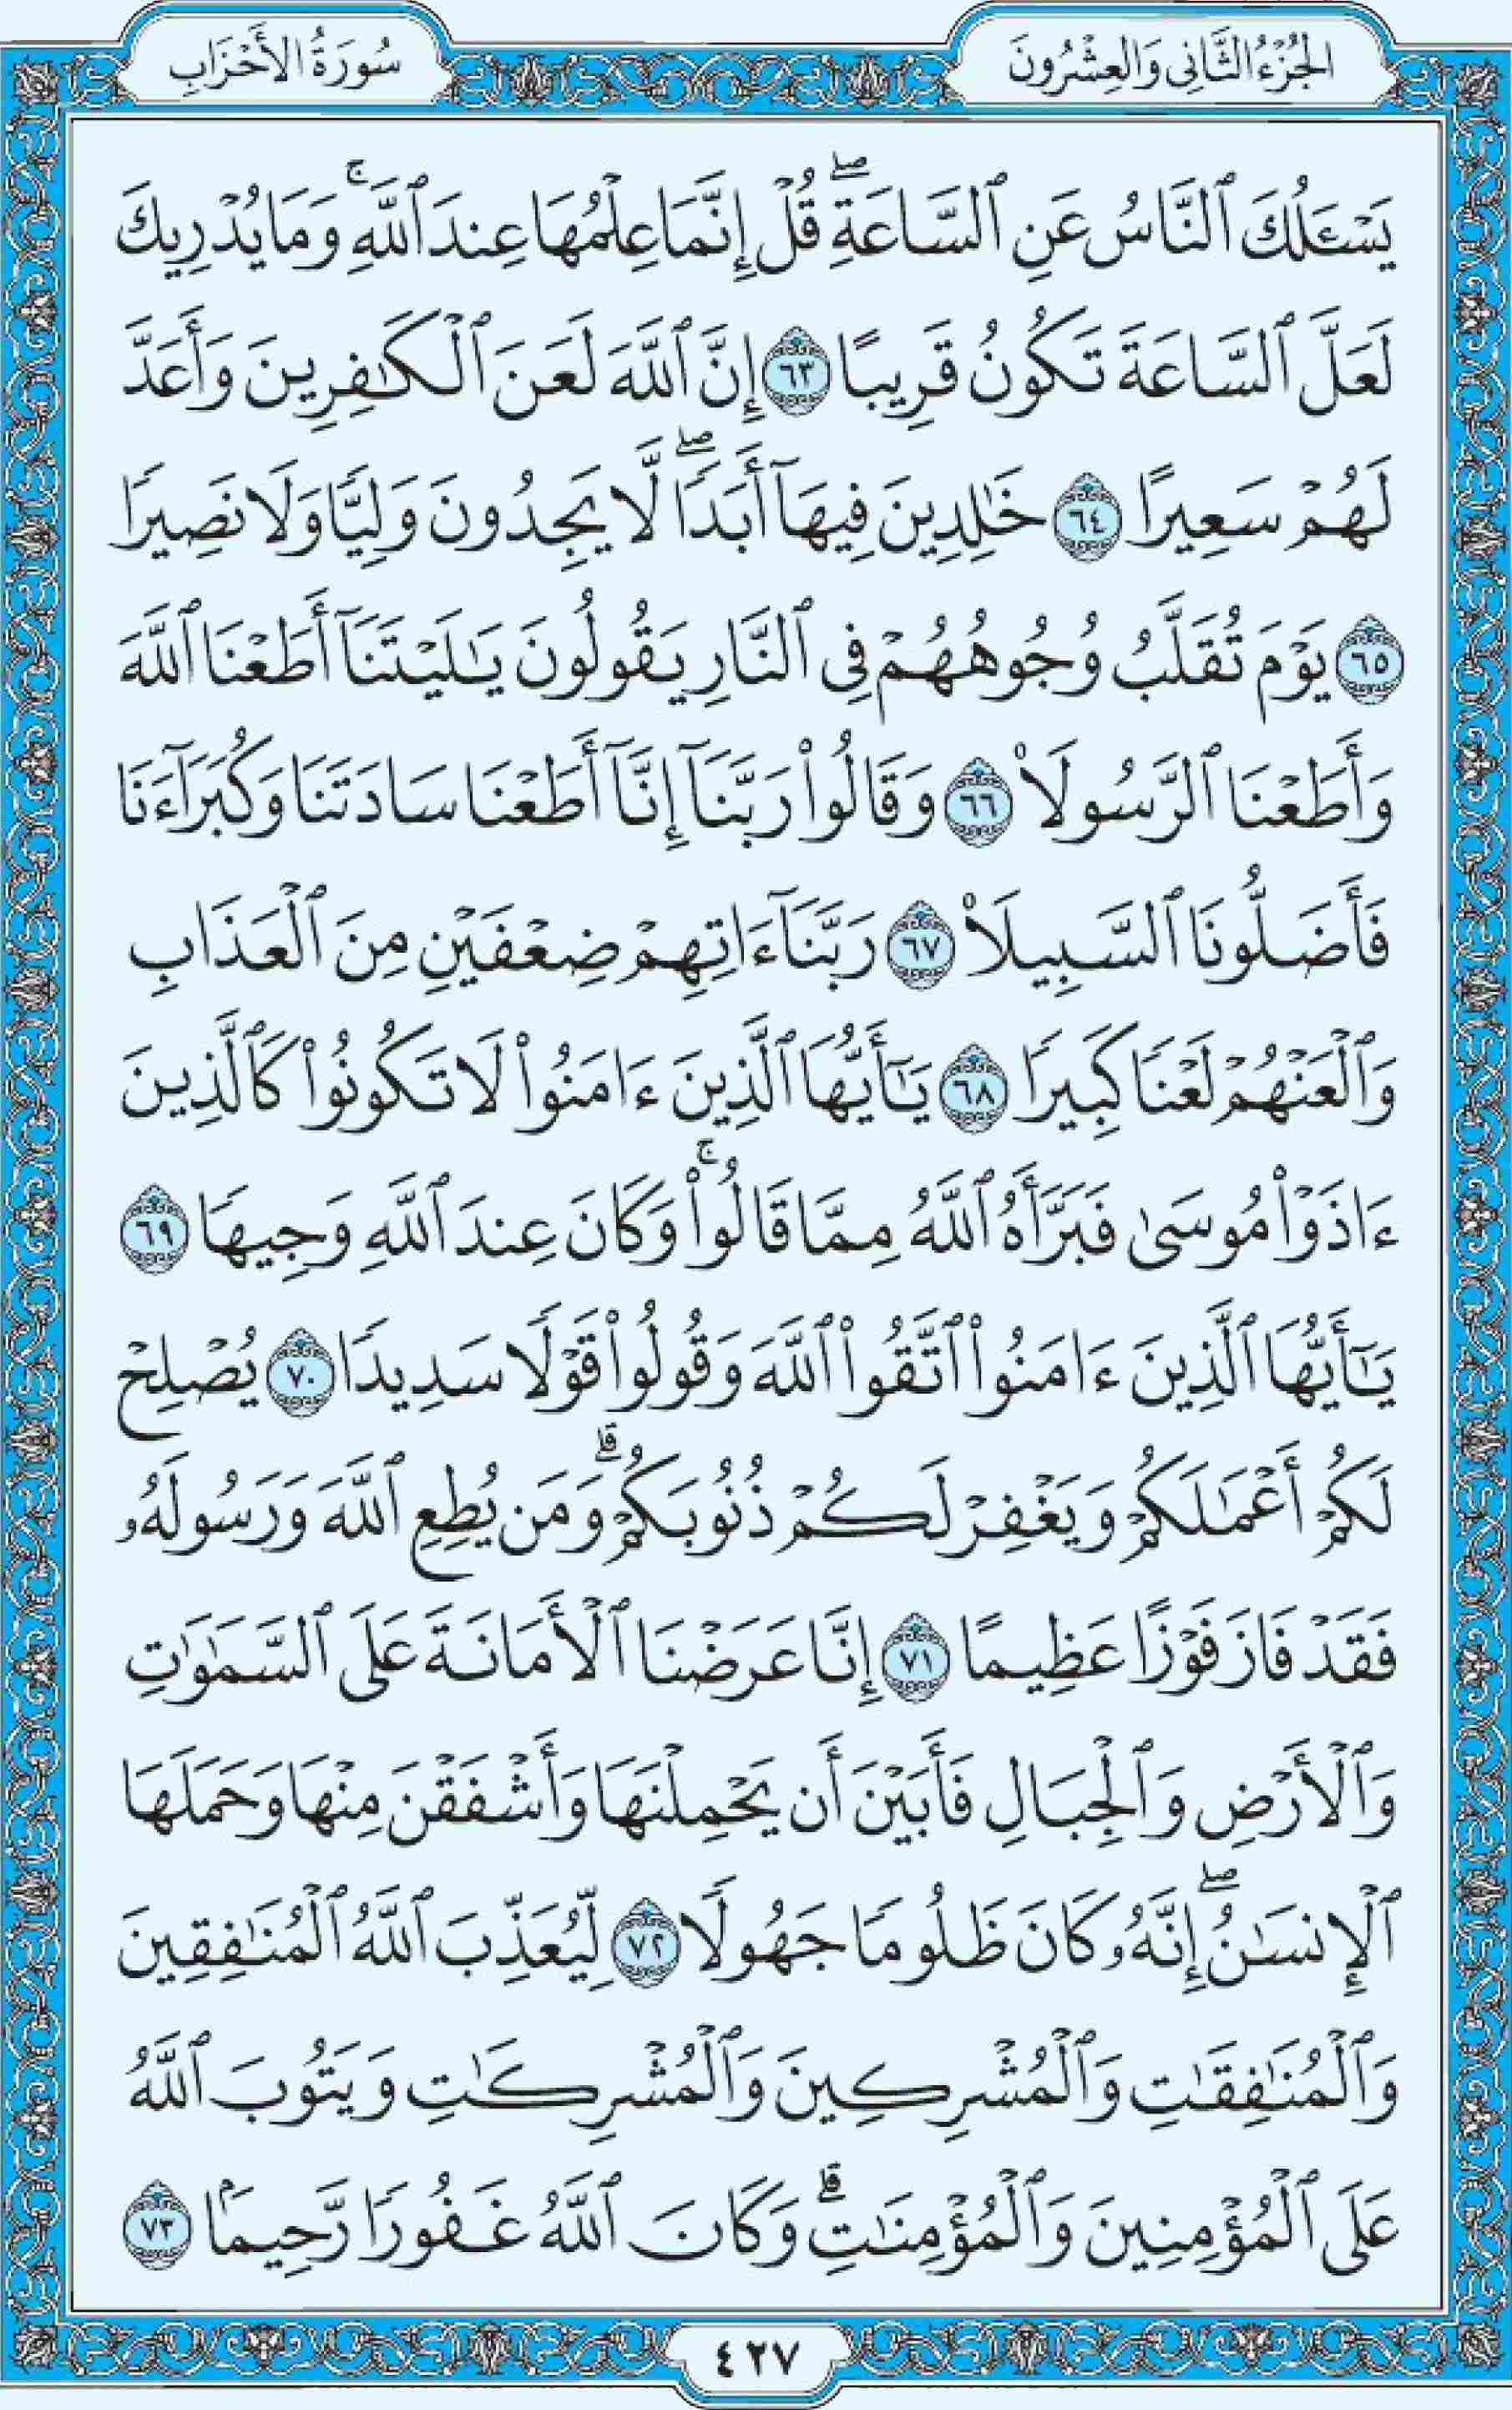 الجُزْءُ الثَّانِي وَالعِشْرُونَ
سُورَةُ الأَحْزَابِ
يَسْـَٔلُكَ ٱلنَّاسُ عَنِ ٱلسَّاعَةِۖ قُلْ إِنَّمَا عِلْمُهَا عِندَ ٱللَّهِۚ وَمَا يُدْرِيكَ
لَعَلَّ ٱلسَّاعَةَ تَكُونُ قَرِيبًا ٦٣ إِنَّ ٱللَّهَ لَعَنَ ٱلْكَـٰفِرِينَ وَأَعَدَّ
لَهُمْ سَعِيرًا ٦٤ خَـٰلِدِينَ فِيهَآ أَبَدًاۖ لَّا يَجِدُونَ وَلِيًّا وَلَا نَصِيرًا
٦٥ يَوْمَ تُقَلَّبُ وُجُوهُهُمْ فِى ٱلنَّارِ يَقُولُونَ يَـٰلَيْتَنَآ أَطَعْنَا ٱللَّهَ
وَأَطَعْنَا ٱلرَّسُولَا۠ ٦٦ وَقَالُوا۟ رَبَّنَآ إِنَّآ أَطَعْنَا سَادَتَنَا وَكُبَرَآءَنَا
فَأَضَلُّونَا ٱلسَّبِيلَا۠ ٦٧ رَبَّنَآ ءَاتِهِمْ ضِعْفَيْنِ مِنَ ٱلْعَذَابِ
وَٱلْعَنْهُمْ لَعْنًا كَبِيرًا ٦٨ يَـٰٓأَيُّهَا ٱلَّذِينَ ءَامَنُوا۟ لَا تَكُونُوا۟ كَٱلَّذِينَ
ءَاذَوْا۟ مُوسَىٰ فَبَرَّأَهُ ٱللَّهُ مِمَّا قَالُوا۟ۚ وَكَانَ عِندَ ٱللَّهِ وَجِيهًا ٦٩
يَـٰٓأَيُّهَا ٱلَّذِينَ ءَامَنُوا۟ ٱتَّقُوا۟ ٱللَّهَ وَقُولُوا۟ قَوْلًا سَدِيدًا ٧٠ يُصْلِحْ
لَكُمْ أَعْمَـٰلَكُمْ وَيَغْفِرْ لَكُمْ ذُنُوبَكُمْۗ وَمَن يُطِعِ ٱللَّهَ وَرَسُولَهُۥ
فَقَدْ فَازَ فَوْزًا عَظِيمًا ٧١ إِنَّا عَرَضْنَا ٱلْأَمَانَةَ عَلَى ٱلسَّمَـٰوَٰتِ
وَٱلْأَرْضِ وَٱلْجِبَالِ فَأَبَيْنَ أَن يَحْمِلْنَهَا وَأَشْفَقْنَ مِنْهَا وَحَمَلَهَا
ٱلْإِنسَـٰنُۖ إِنَّهُۥ كَانَ ظَلُومًا جَهُولًا ٧٢ لِّيُعَذِّبَ ٱللَّهُ ٱلْمُنَـٰفِقِينَ
وَٱلْمُنَـٰفِقَـٰتِ وَٱلْمُشْرِكِينَ وَٱلْمُشْرِكَـٰتِ وَيَتُوبَ ٱللَّهُ
عَلَى ٱلْمُؤْمِنِينَ وَٱلْمُؤْمِنَـٰتِۗ وَكَانَ ٱللَّهُ غَفُورًا رَّحِيمًۢا ٧٣
٤٢٧